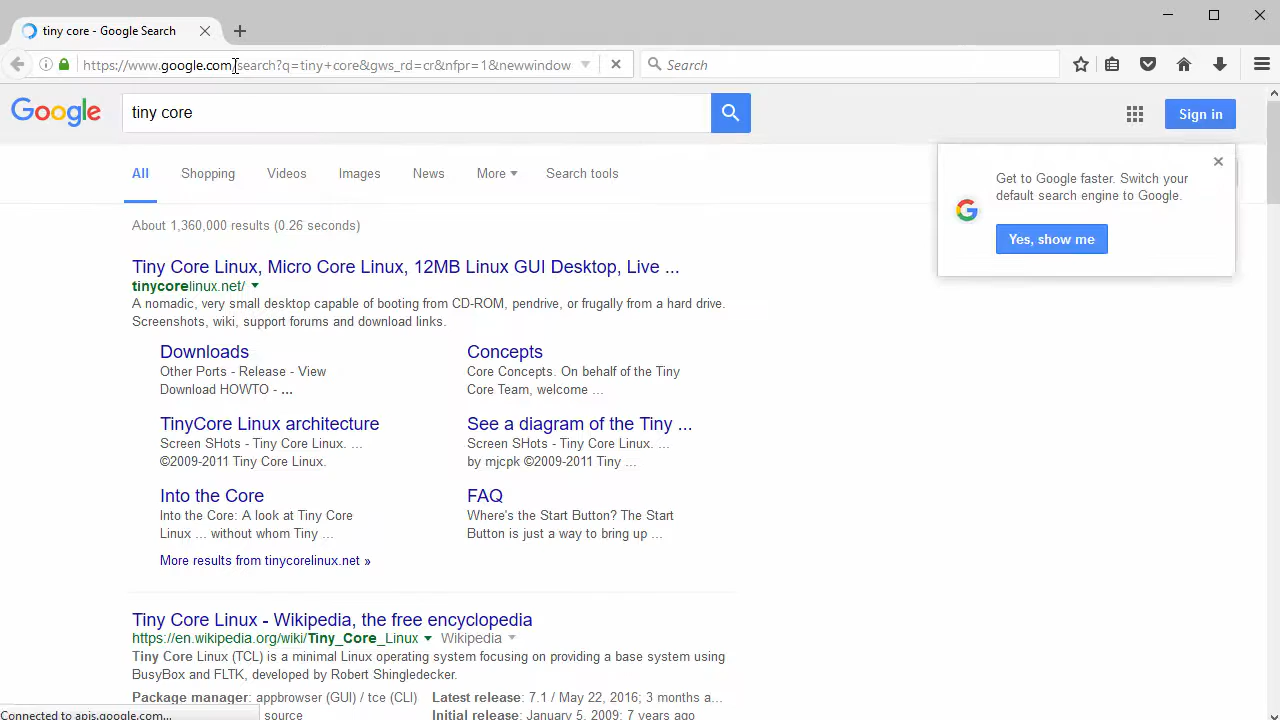 tiny core - Google Search
https://www.google.com/search?q=tiny+core&gws_rd=cr&nfpr=1&newwindow
Search
Google
tiny core
Sign in
All
Shopping
Videos
Images
News
More
Search tools
Get to Google faster. Switch your
default search engine to Google.
Yes, show me
About 1,360,000 results (0.26 seconds)
Tiny Core Linux, Micro Core Linux, 12MB Linux GUI Desktop, Live ...
tinycorelinux.net/
A nomadic, very small desktop capable of booting from CD-ROM, pendrive, or frugally from a hard drive.
Screenshots, wiki, support forums and download links.
Downloads
Other Ports - Release - View
Download HOWTO - ...
Concepts
Core Concepts. On behalf of the Tiny
Core Team, welcome ...
TinyCore Linux architecture
Screen SHots - Tiny Core Linux. ...
©2009-2011 Tiny Core Linux.
See a diagram of the Tiny ...
Screen SHots - Tiny Core Linux. ...
by mjcpk ©2009-2011 Tiny ...
Into the Core
Into the Core: A look at Tiny Core
Linux ... without whom Tiny ...
FAQ
Where's the Start Button? The Start
Button is just a way to bring up ...
More results from tinycorelinux.net »
Tiny Core Linux - Wikipedia, the free encyclopedia
https://en.wikipedia.org/wiki/Tiny_Core_Linux
Wikipedia
Tiny Core Linux (TCL) is a minimal Linux operating system focusing on providing a base system using
BusyBox and FLTK, developed by Robert Shingledecker.
Package manager: appbrowser (GUI) / tce (CLI)
Latest release: 7.1 / May 22, 2016; 3 months a...
source
Initial release: January 5, 2009; 7 years ago
Connected to apis.google.com...